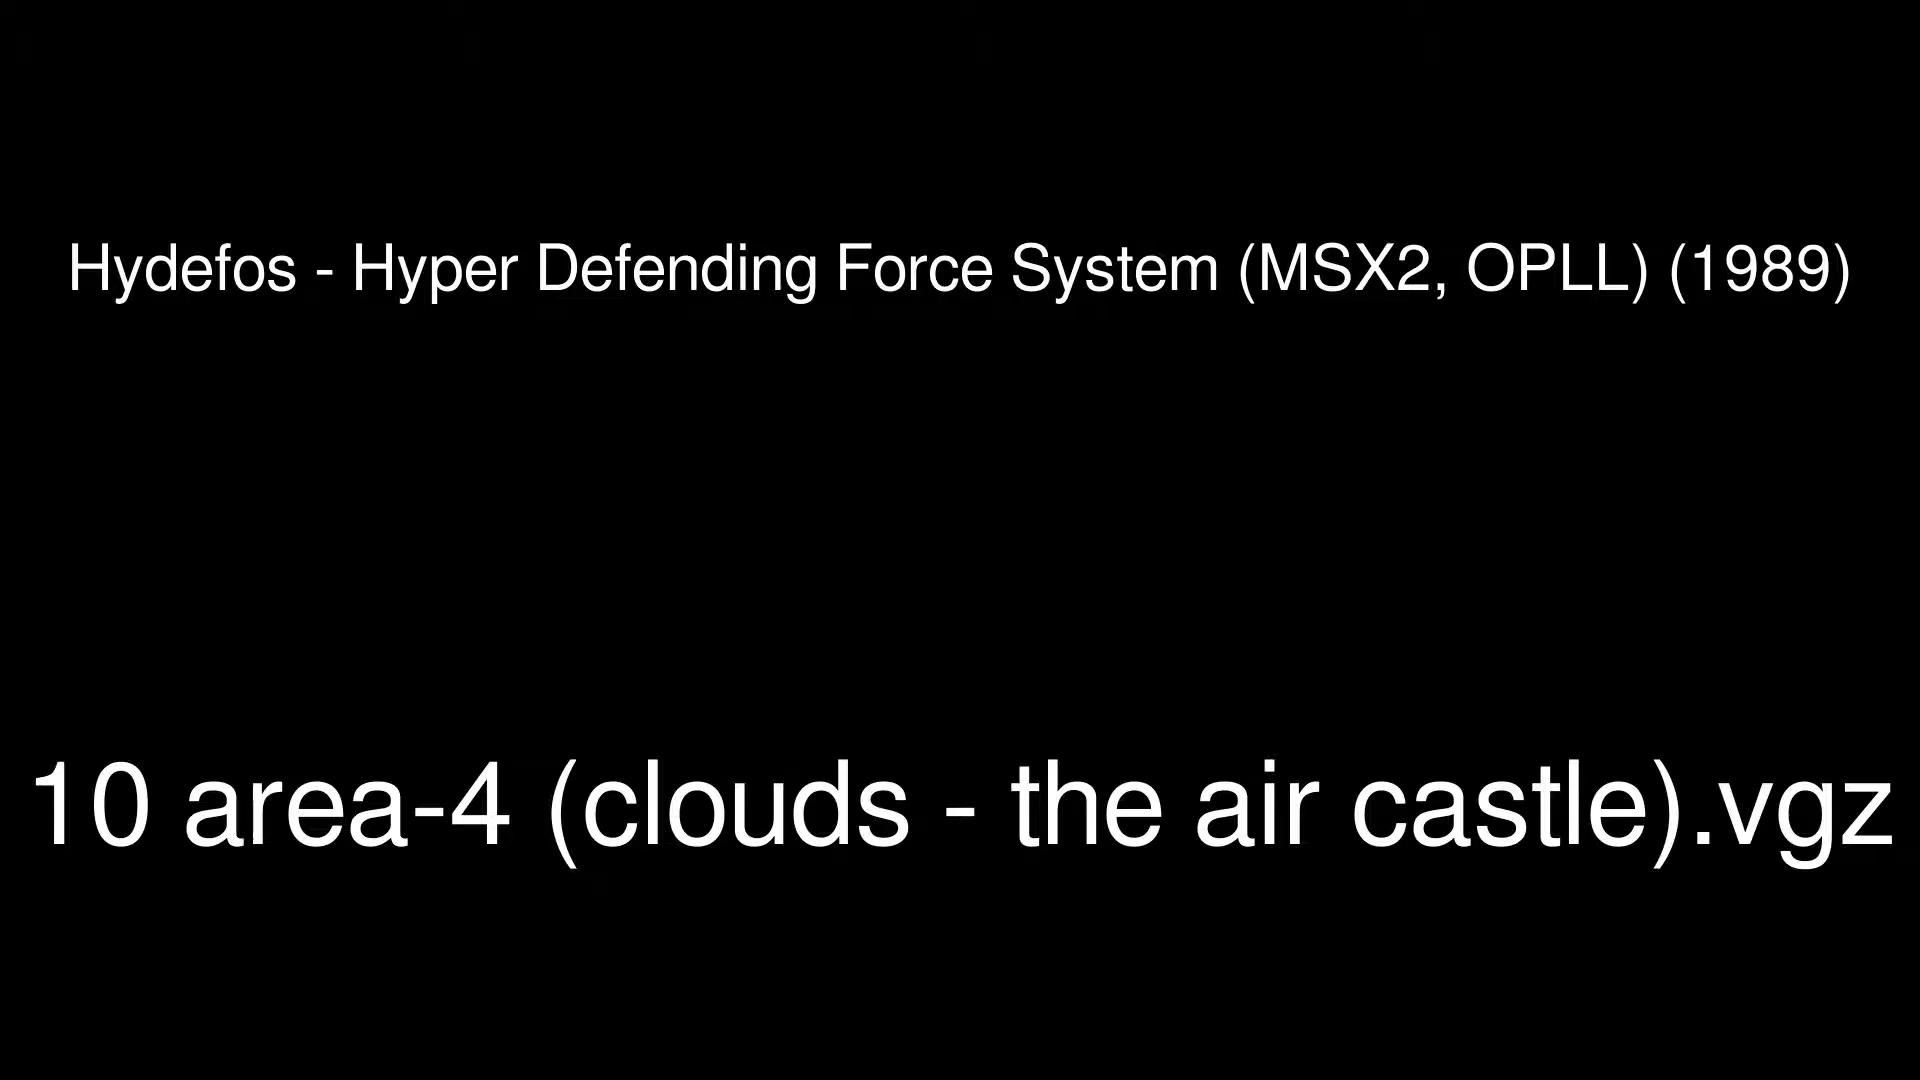 Hydefos - Hyper Defending Force System (MSX2, OPLL) (1989)
10 area-4 (clouds - the air castle).vgz